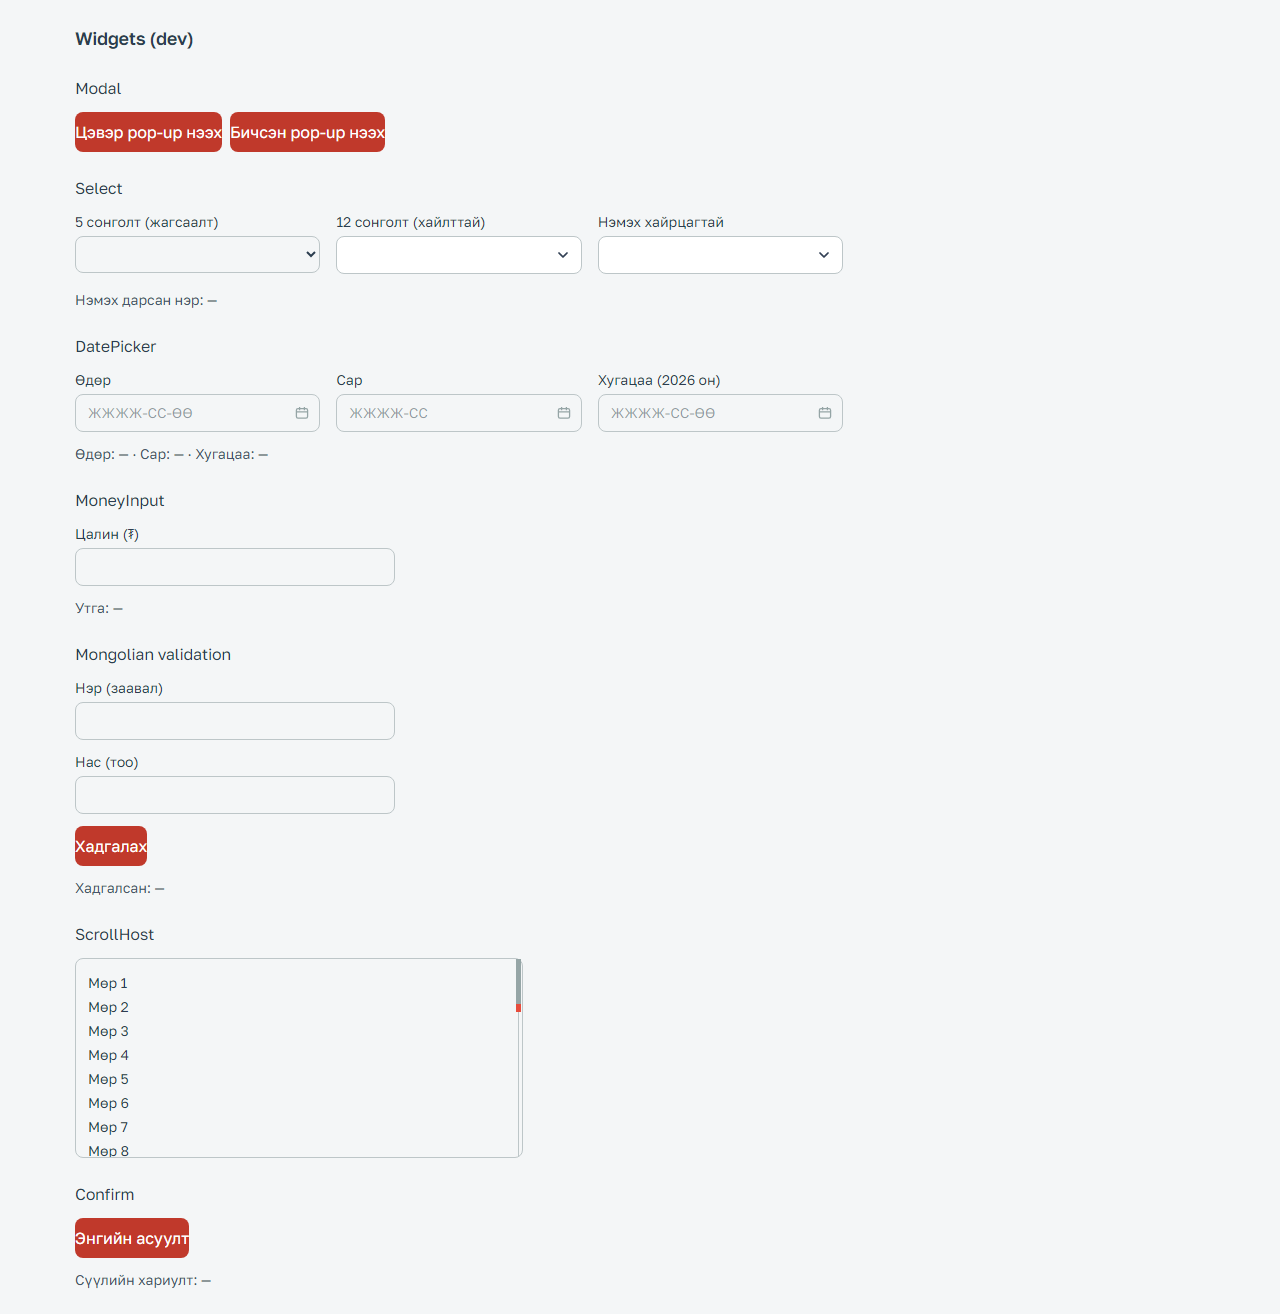 Widgets (dev)
Modal
Цэвэр pop-up нээх Бичсэн pop-up нээх
Select
5 сонголт (жагсаалт) 12 сонголт (хайлттай) Нэмэх хайрцагтай
Нэмэх дарсан нэр: —
DatePicker
Өдөр Сар Хугацаа (2026 он)
ЖЖЖЖ-СС-ӨӨ ЖЖЖЖ-СС ЖЖЖЖ-СС-ӨӨ
Өдөр: — · Сар: — · Хугацаа: —
MoneyInput
Цалин (₮)
Утга: —
Mongolian validation
Нэр (заавал)
Нас (тоо)
Хадгалах
Хадгалсан: —
ScrollHost
Мөр 1
Мөр 2
Мөр 3
Мөр 4
Мөр 5
Мөр 6
Мөр 7
Мөр 8
Confirm
Энгийн асуулт
Сүүлийн хариулт: —